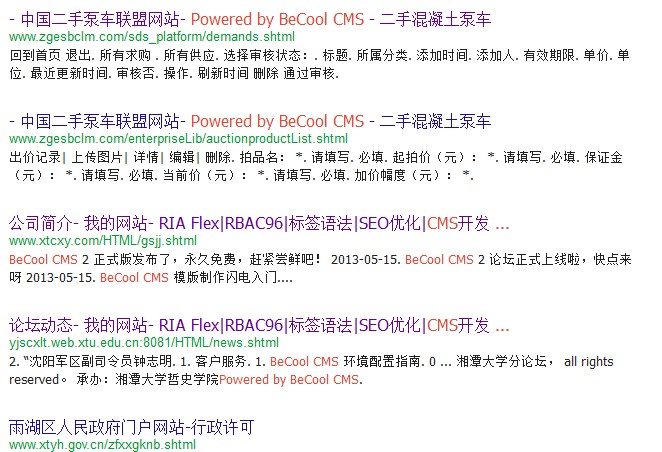 - 中国二手泵车联盟网站- Powered by BeCool CMS - 二手混凝土泵车
www.zgesbclm.com/sds_platform/demands.shtml
回到首页 退出. 所有求购 . 所有供应. 选择审核状态：. 标题. 所属分类. 添加时间. 添加人. 有效期限. 单价. 单
位. 最近更新时间. 审核否. 操作. 刷新时间 删除 通过审核.
- 中国二手泵车联盟网站- Powered by BeCool CMS - 二手混凝土泵车
www.zgesbclm.com/enterpriseLib/auctionproductList.shtml
出价记录| 上传图片| 详情| 编辑| 删除. 拍品名： *. 请填写. 必填. 起拍价（元）： *. 请填写. 必填. 保证金
（元）： *. 请填写. 必填. 当前价（元）： *. 请填写. 必填. 加价幅度（元）： *.
公司简介- 我的网站- RIA Flex|RBAC96|标签语法|SEO优化|CMS开发 ...
www.xtcxy.com/HTML/gsjj.shtml
BeCool CMS 2 正式版发布了，永久免费，赶紧尝鲜吧！ 2013-05-15. BeCool CMS 2 论坛正式上线啦，快点来
呀 2013-05-15. BeCool CMS 模版制作闪电入门....
论坛动态- 我的网站- RIA Flex|RBAC96|标签语法|SEO优化|CMS开发 ...
yjscxlt.web.xtu.edu.cn:8081/HTML/news.shtml
2. “沈阳军区副司令员钟志明. 1. 客户服务. 1. BeCool CMS 环境配置指南. 0 ... 湘潭大学分论坛， all rights
reserved。 承办：湘潭大学哲史学院Powered by BeCool CMS.
雨湖区人民政府门户网站-行政许可
www.xtyh.gov.cn/zfxxgknb.shtml